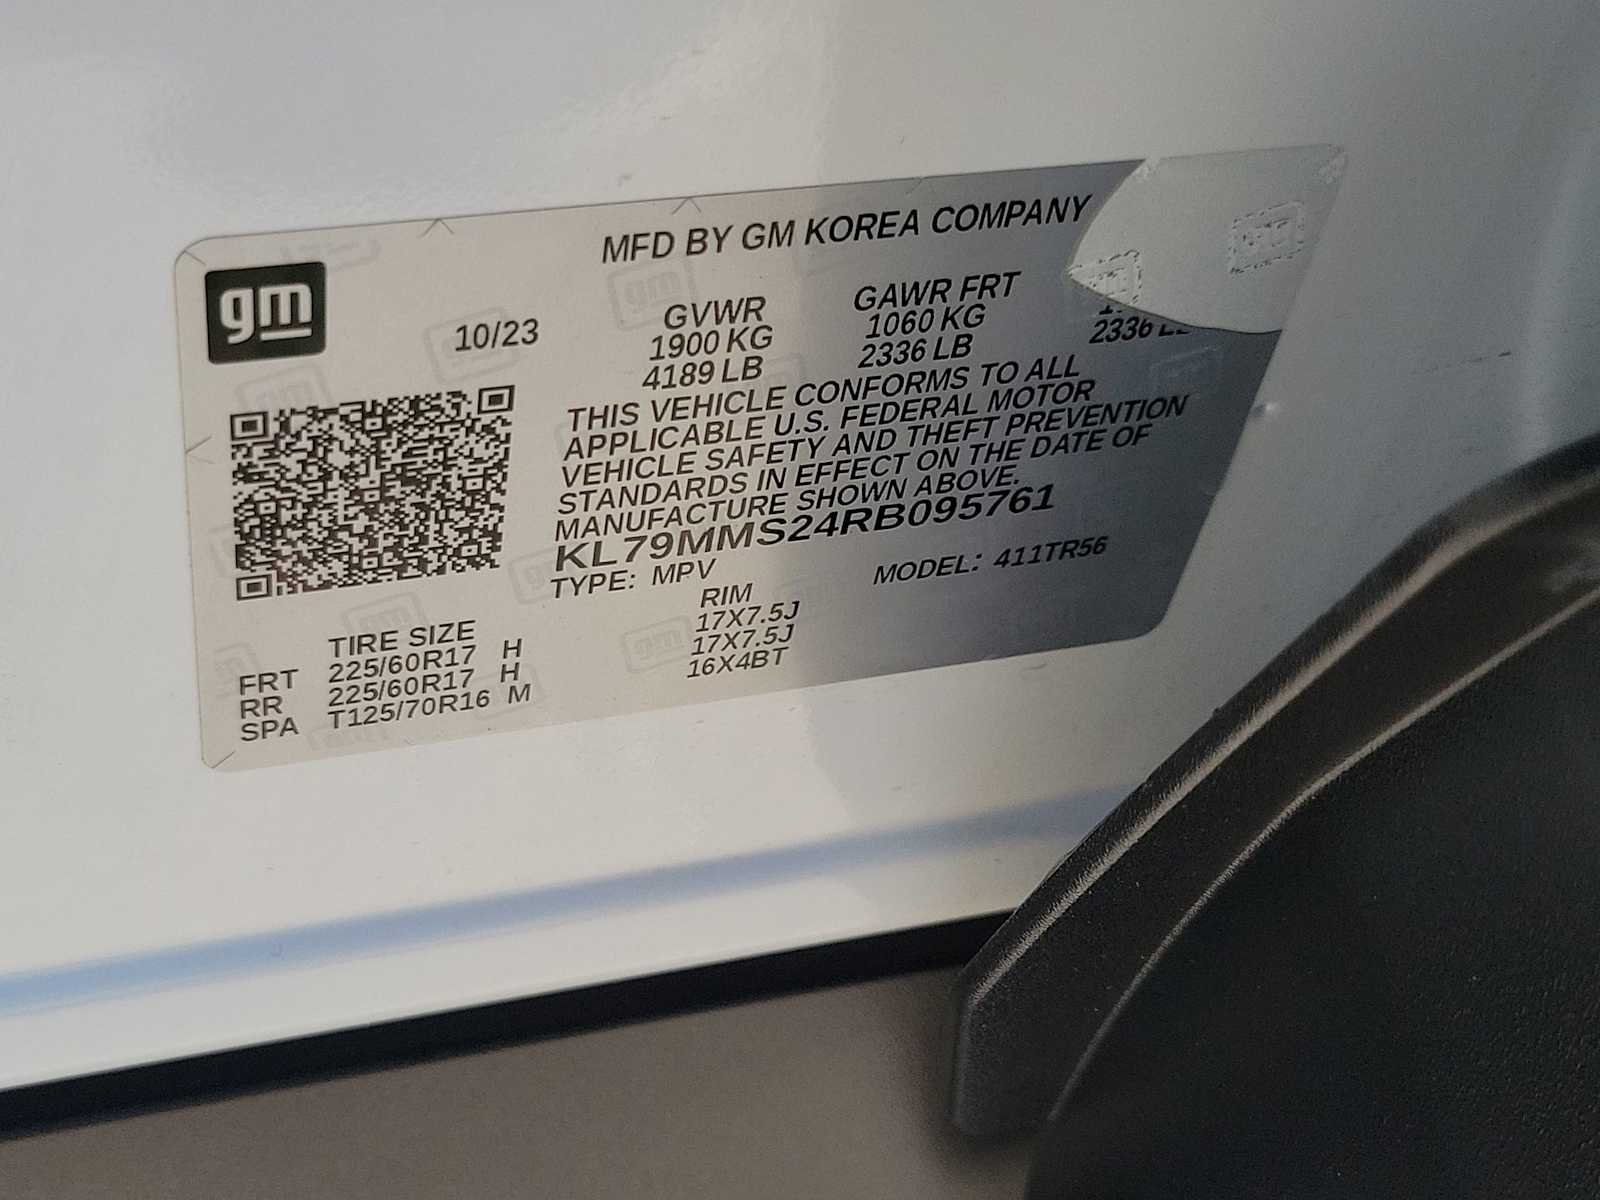 MFD BY GM KOREA COMPANY
gm
10/23
GVWR GAWR FRT
1900 KG 1060 KG
4189 LB 2336 LB 2336
THIS VEHICLE CONFORMS TO ALL
APPLICABLE U.S. FEDERAL MOTOR
VEHICLE SAFETY AND THEFT PREVENTION
STANDARDS IN EFFECT ON THE DATE OF
MANUFACTURE SHOWN ABOVE.
KL79MMS24RB095761
TYPE: MPV MODEL: 411TR56
TIRE SIZE RIM
FRT 225/60R17 H 17X7.5J
RR 225/60R17 H 17X7.5J
SPA T125/70R16 M 16X4BT